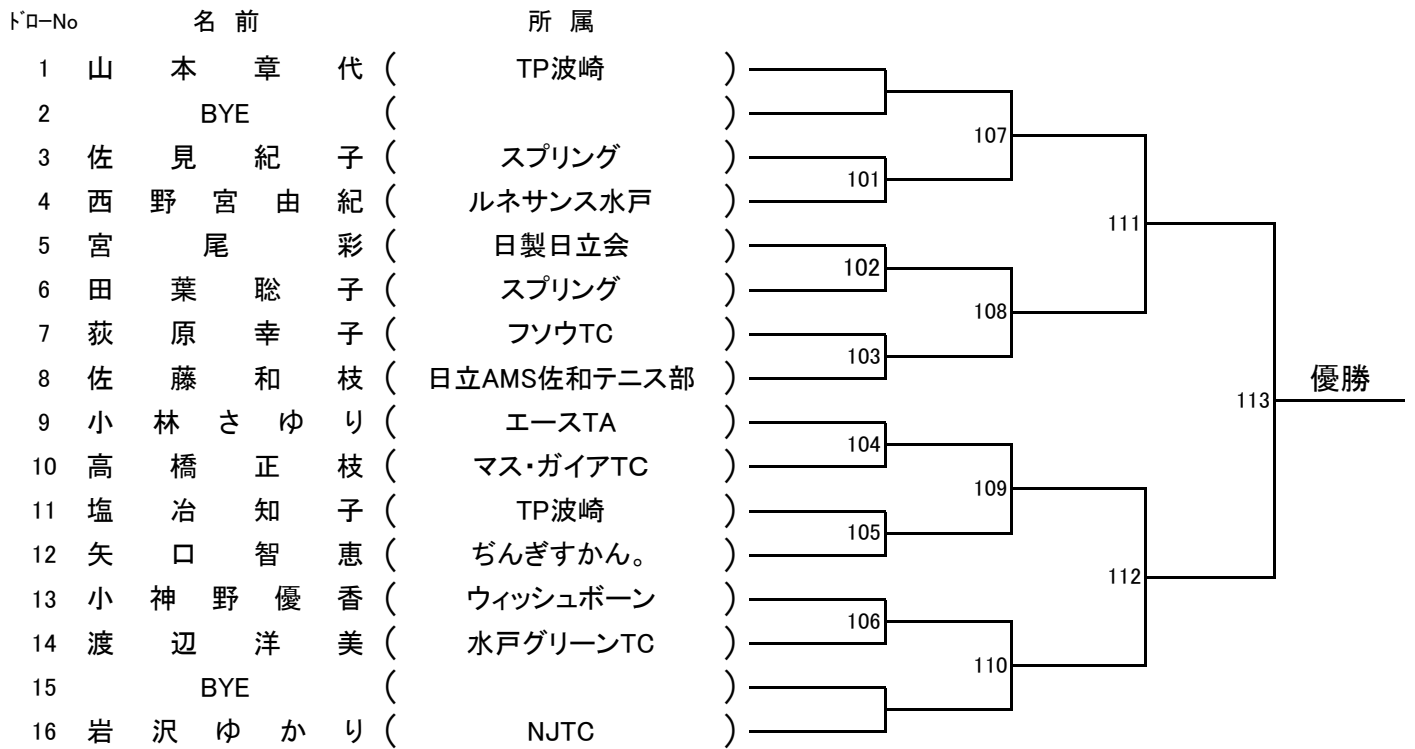 ﾄﾞﾛｰNo 名 前 所 属
1 山 本 章 代 ( TP波崎 )
2 BYE ( )
107
3 佐 見 紀 子 ( スプリング )
101
4 西 野 宮 由 紀 ( ルネサンス水戸 )
111
5 宮 尾 彩 ( 日製日立会 )
102
6 田 葉 聡 子 ( スプリング )
108
7 荻 原 幸 子 ( フソウTC )
103
8 佐 藤 和 枝 ( 日立AMS佐和テニス部 )
113 優勝
9 小 林 さ ゆ り ( エースTA )
104
10 高 橋 正 枝 ( マス・ガイアTC )
109
11 塩 冶 知 子 ( TP波崎 )
105
12 矢 口 智 恵 ( ぢんぎすかん。 )
112
13 小 神 野 優 香 ( ウィッシュボーン )
106
14 渡 辺 洋 美 ( 水戸グリーンTC )
110
15 BYE ( )
16 岩 沢 ゆ か り ( NJTC )